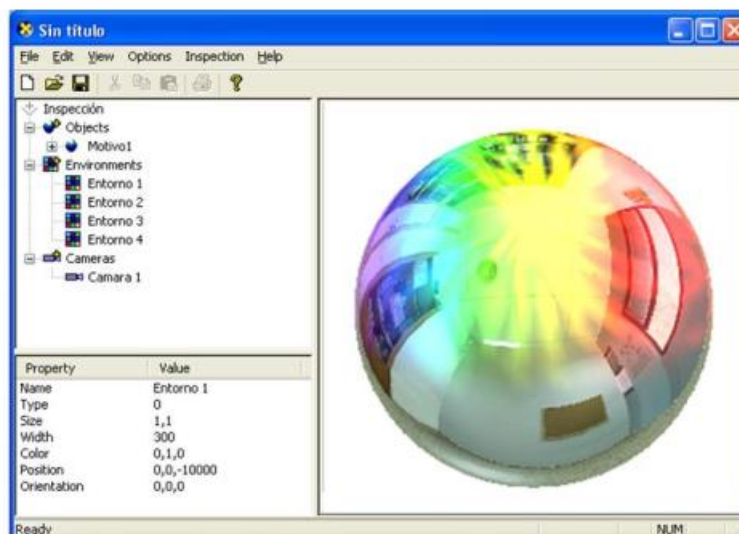 Sin título
File Edit View Options Inspection Help
Inspección
Objects
Motivo1
Environments
Entorno 1
Entorno 2
Entorno 3
Entorno 4
Cameras
Camara 1
Property Value
Name Entorno 1
Type 0
Size 1,1
Width 300
Color 0,1,0
Position 0,0,-10000
Orientation 0,0,0
Ready NUM